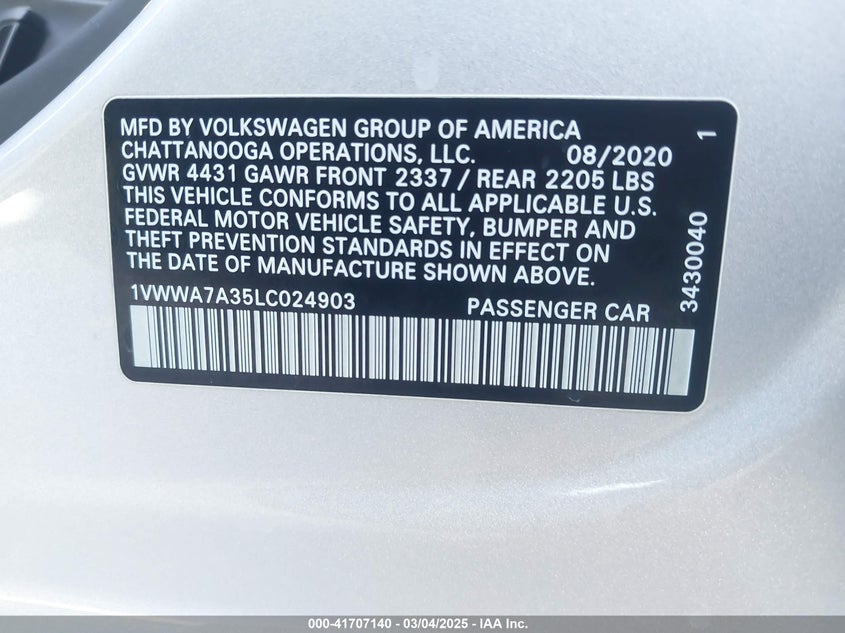 MFD BY VOLKSWAGEN GROUP OF AMERICA
CHATTANOOGA OPERATIONS, LLC. 08/2020
GVWR 4431 GAWR FRONT 2337 / REAR 2205 LBS
THIS VEHICLE CONFORMS TO ALL APPLICABLE U.S.
FEDERAL MOTOR VEHICLE SAFETY, BUMPER AND
THEFT PREVENTION STANDARDS IN EFFECT ON
THE DATE OF MANUFACTURE SHOWN ABOVE.
1VWWA7A35LC024903 PASSENGER CAR
3430040 1
000-41707140 - 03/04/2025 - © IAA, Inc.